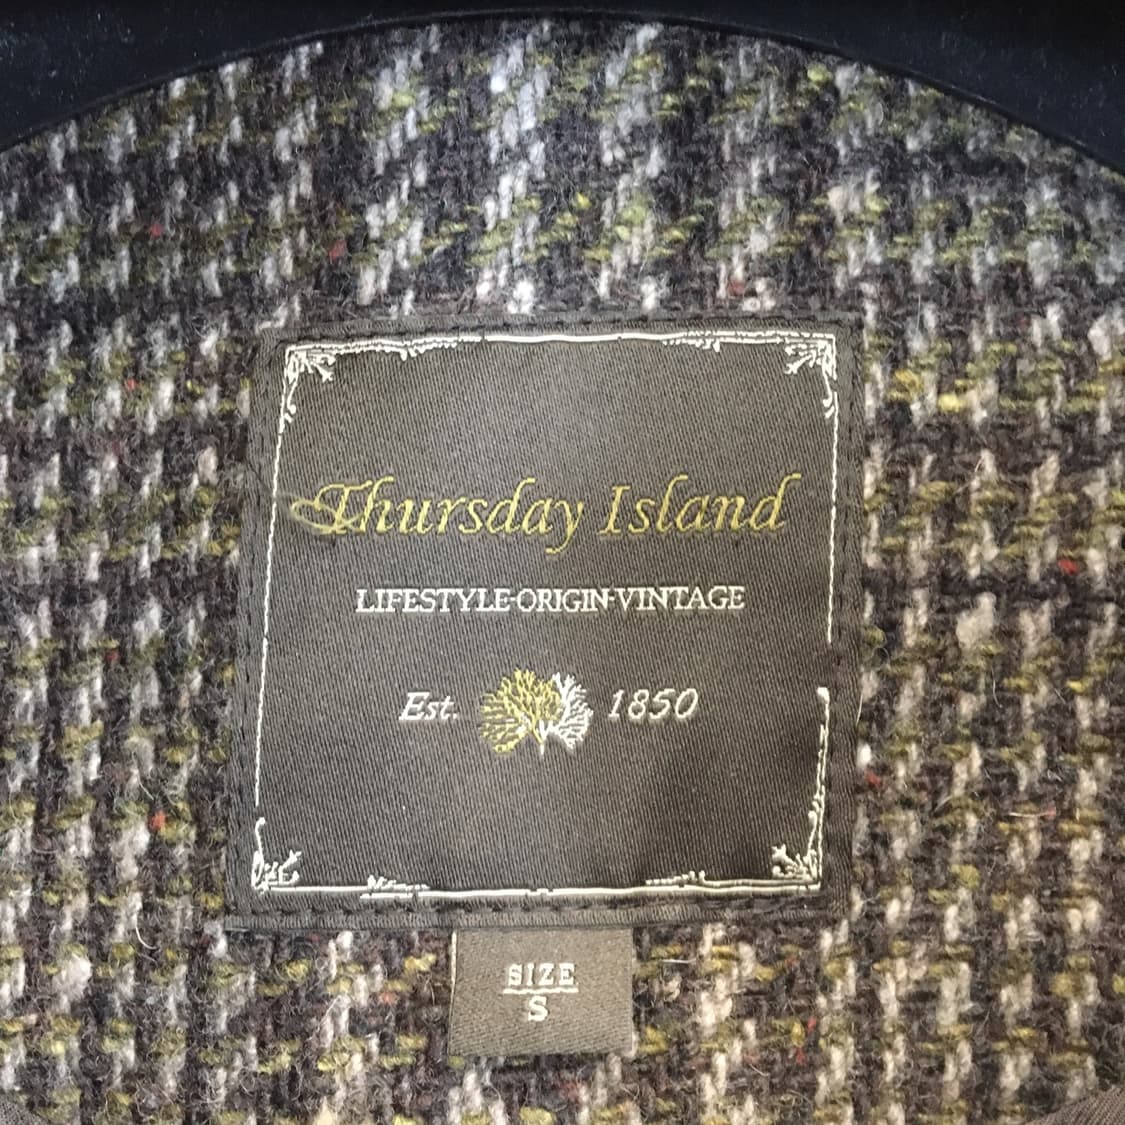 Thursday Island
LIFESTYLE-ORIGIN-VINTAGE
Est. 1850
SIZE
S